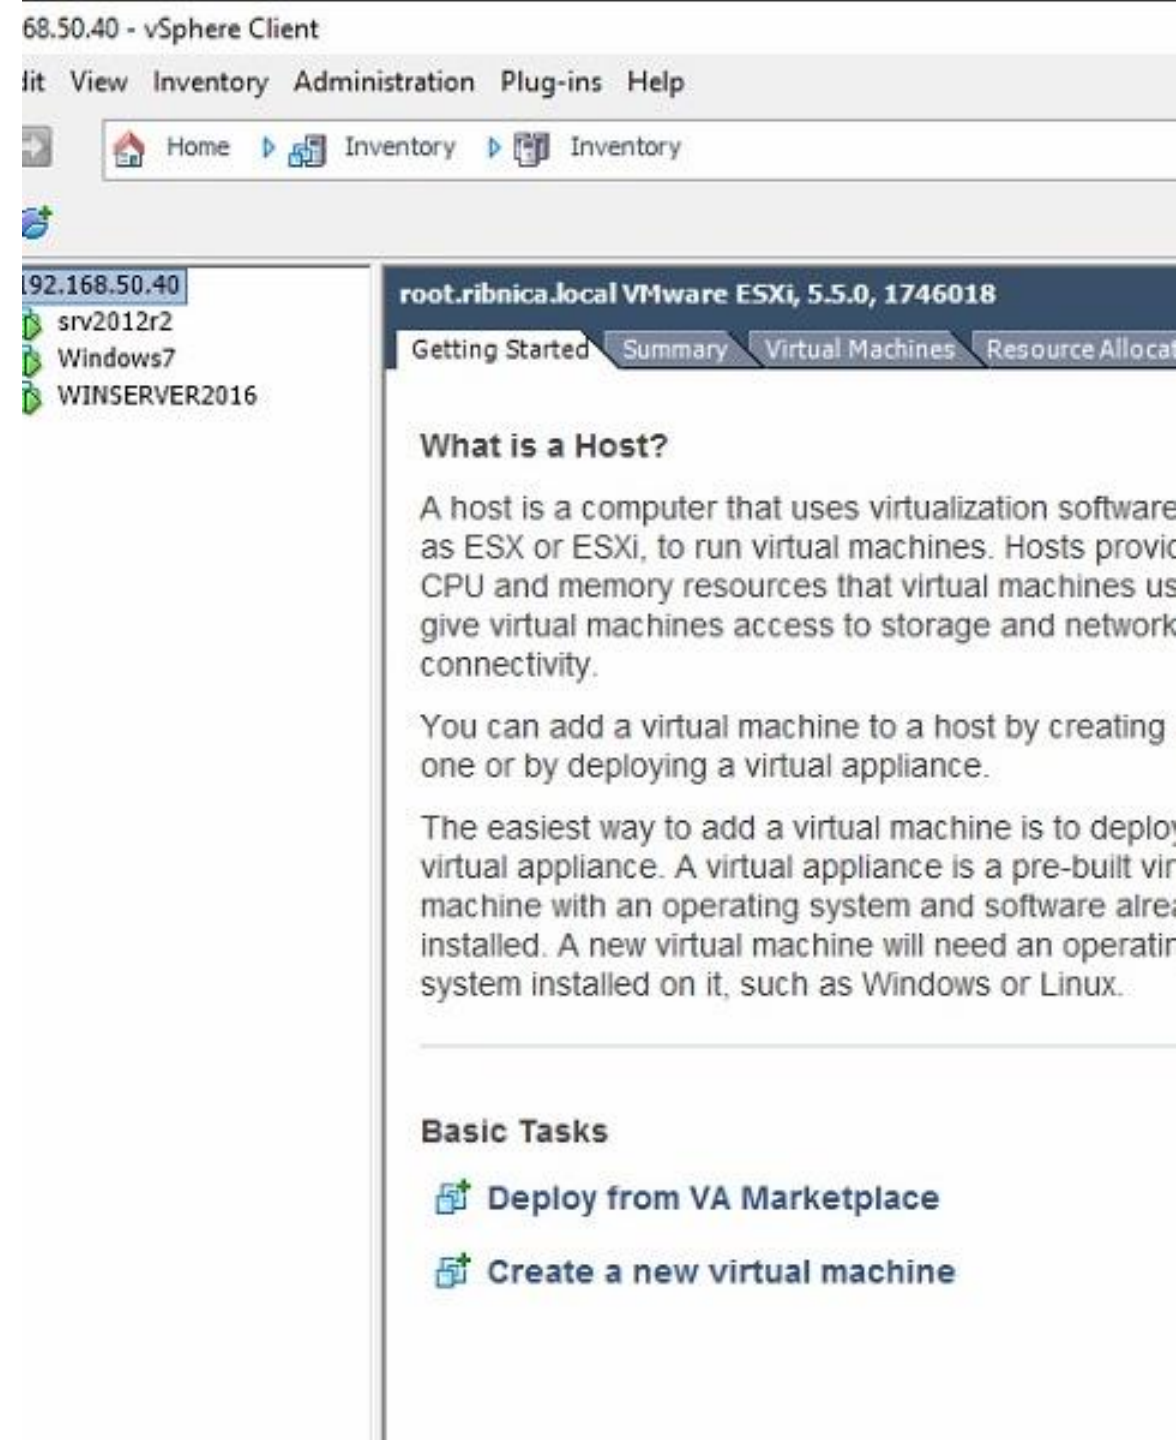 68.50.40 - vSphere Client
dit View Inventory Administration Plug-ins Help
Home Inventory Inventory
192.168.50.40
srv2012r2
Windows7
WINSERVER2016
root.ribnica.local VMware ESXi, 5.5.0, 1746018
Getting Started Summary Virtual Machines Resource Allocat
What is a Host?
A host is a computer that uses virtualization software
as ESX or ESXi, to run virtual machines. Hosts provid
CPU and memory resources that virtual machines us
give virtual machines access to storage and network
connectivity.
You can add a virtual machine to a host by creating
one or by deploying a virtual appliance.
The easiest way to add a virtual machine is to deploy
virtual appliance. A virtual appliance is a pre-built vir
machine with an operating system and software alrea
installed. A new virtual machine will need an operatin
system installed on it, such as Windows or Linux.
Basic Tasks
Deploy from VA Marketplace
Create a new virtual machine